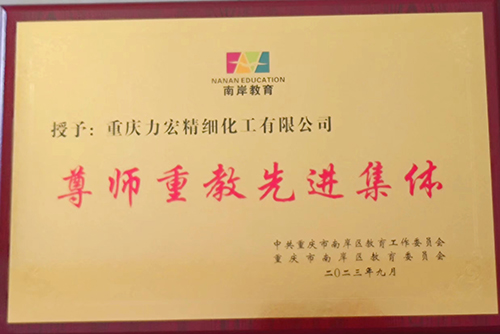 NANAN EDUCATION
南岸教育
授予：重庆力宏精细化工有限公司
尊师重教先进集体
中共重庆市南岸区教育工作委员会
重庆市南岸区教育委员会
二〇二三年九月